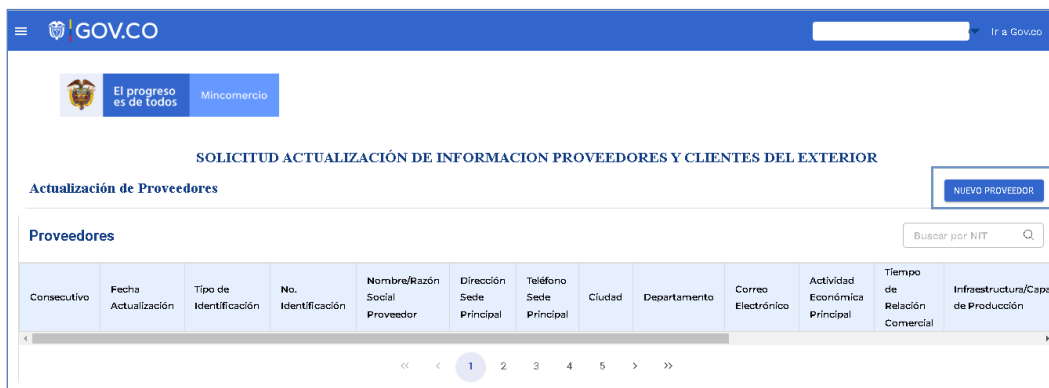 GOV.CO
Ir a Gov.co
El progreso
es de todos
Mincomercio
SOLICITUD ACTUALIZACIÓN DE INFORMACION PROVEEDORES Y CLIENTES DEL EXTERIOR
Actualización de Proveedores
NUEVO PROVEEDOR
Proveedores
Buscar por NIT
Consecutivo
Fecha
Actualización
Tipo de
Identificación
No.
Identificación
Nombre/Razón
Social
Proveedor
Dirección
Sede
Principal
Teléfono
Sede
Principal
Ciudad
Departamento
Correo
Electrónico
Actividad
Económica
Principal
Tiempo
de
Relación
Comercial
Infraestructura/Capa
de Producción
<< < 1 2 3 4 5 > >>